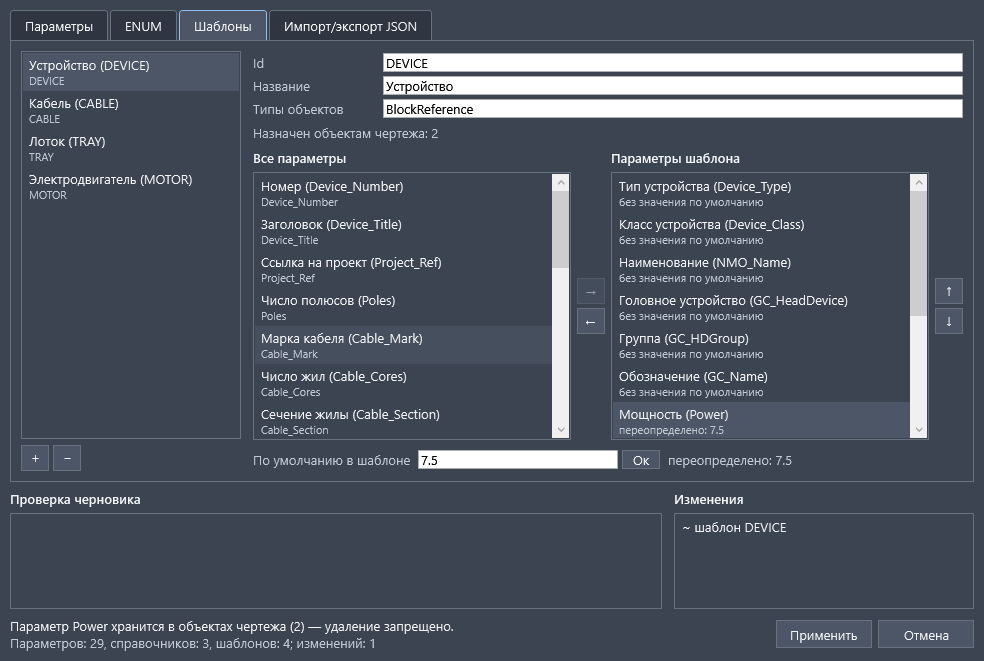 Параметры
ENUM
Шаблоны
Импорт/экспорт JSON
Устройство (DEVICE)
DEVICE
Кабель (CABLE)
CABLE
Лоток (TRAY)
TRAY
Электродвигатель (MOTOR)
MOTOR
+
−
Id
DEVICE
Название
Устройство
Типы объектов
BlockReference
Назначен объектам чертежа: 2
Все параметры
Номер (Device_Number)
Device_Number
Заголовок (Device_Title)
Device_Title
Ссылка на проект (Project_Ref)
Project_Ref
Число полюсов (Poles)
Poles
Марка кабеля (Cable_Mark)
Cable_Mark
Число жил (Cable_Cores)
Cable_Cores
Сечение жилы (Cable_Section)
Cable_Section
→
←
Параметры шаблона
Тип устройства (Device_Type)
без значения по умолчанию
Класс устройства (Device_Class)
без значения по умолчанию
Наименование (NMO_Name)
без значения по умолчанию
Головное устройство (GC_HeadDevice)
без значения по умолчанию
Группа (GC_HDGroup)
без значения по умолчанию
Обозначение (GC_Name)
без значения по умолчанию
Мощность (Power)
переопределено: 7.5
↑
↓
По умолчанию в шаблоне
7.5
Ок
переопределено: 7.5
Проверка черновика
Изменения
~ шаблон DEVICE
Параметр Power хранится в объектах чертежа (2) — удаление запрещено.
Параметров: 29, справочников: 3, шаблонов: 4; изменений: 1
Применить
Отмена